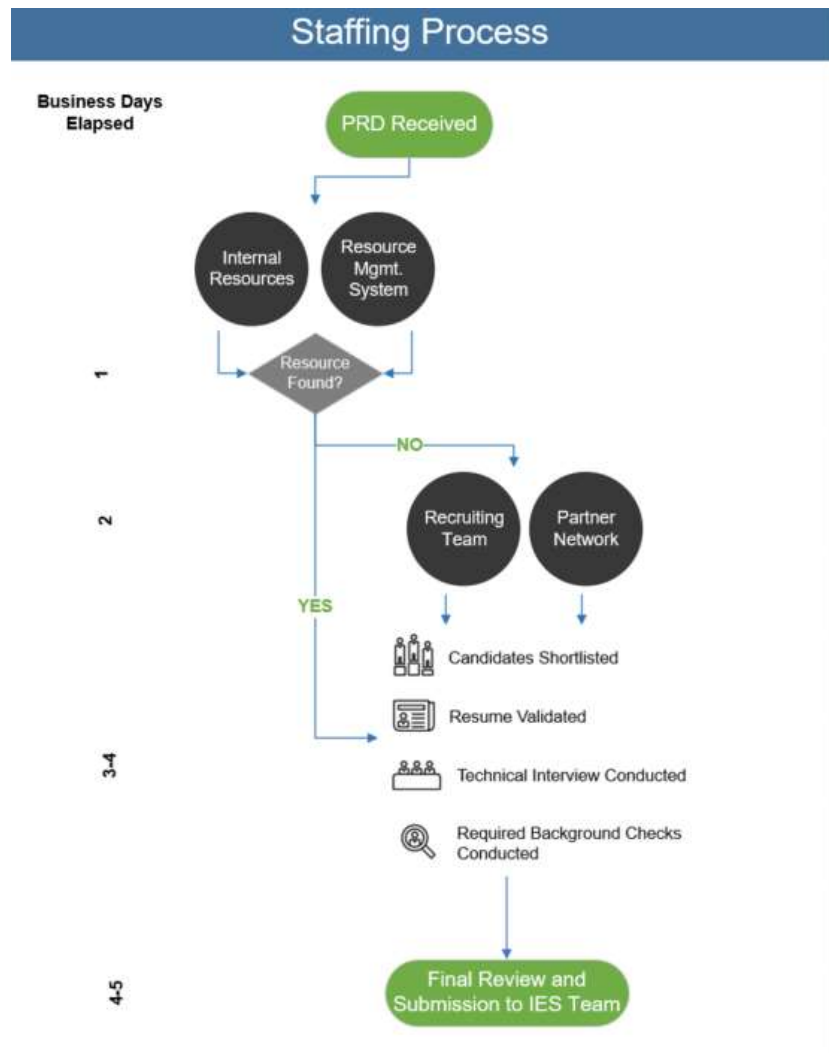 Staffing Process
Business Days
Elapsed
PRD Received
Internal
Resources
Resource
Mgmt.
System
1
Resource
Found?
NO
2
Recruiting
Team
Partner
Network
YES
Candidates Shortlisted
Resume Validated
3-4
Technical Interview Conducted
Required Background Checks
Conducted
4-5
Final Review and
Submission to IES Team